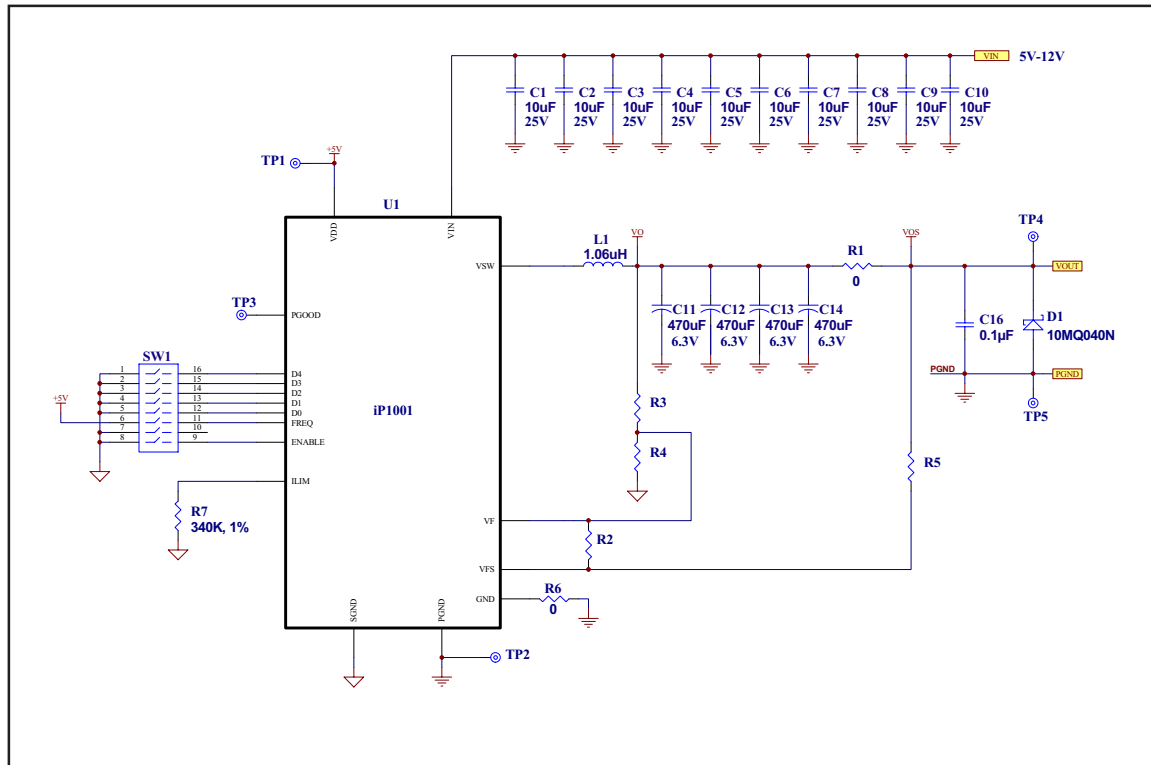 VIN 5V-12V
C1 C2 C3 C4 C5 C6 C7 C8 C9 C10
10uF 10uF 10uF 10uF 10uF 10uF 10uF 10uF 10uF 10uF
25V 25V 25V 25V 25V 25V 25V 25V 25V 25V
+5V
TP1
U1
VDD
VIN
TP4
VO
VOS
L1
1.06uH
R1
0
VSW
VOUT
TP3
PGOOD
C11 C12 C13 C14
470uF 470uF 470uF 470uF
6.3V 6.3V 6.3V 6.3V
C16
0.1µF
D1
10MQ040N
SW1
PGND
PGND
TP5
1 16 D4
2 15 D3
3 14 D2
4 13 D1
5 12 D0
6 11 FREQ
7 10
8 9 ENABLE
+5V
iP1001
R3
R4
R5
ILIM
R7
340K, 1%
VF
R2
VFS
R6
0
GND
SGND
PGND
TP2